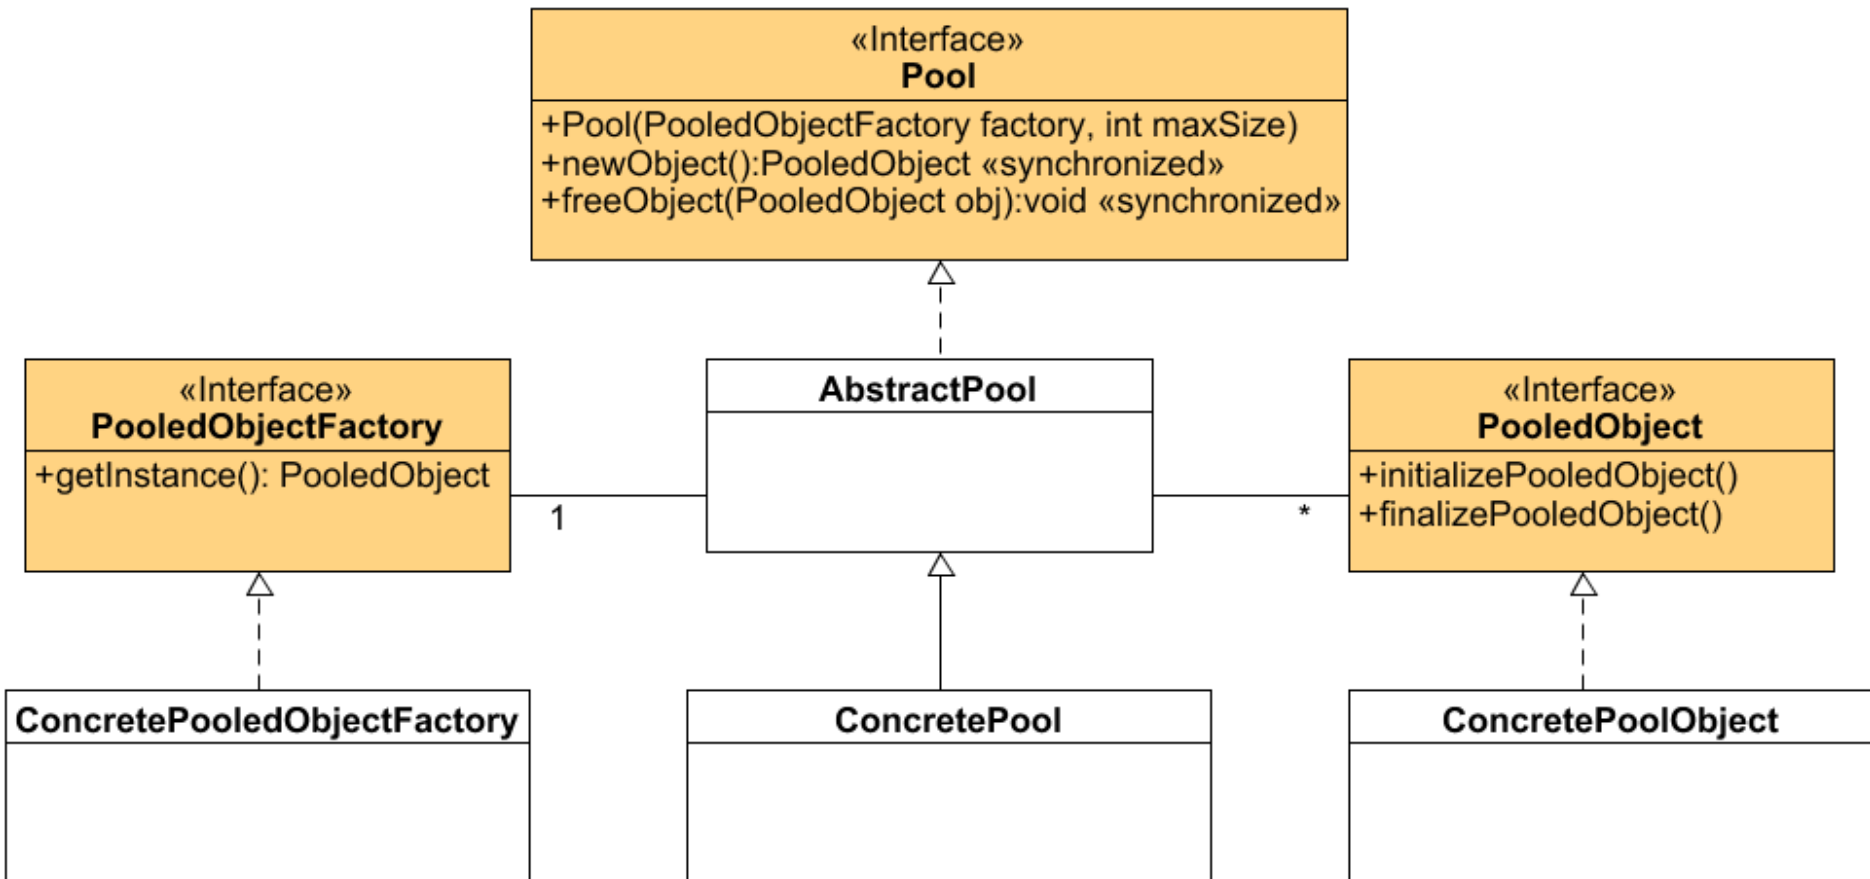 «Interface»
Pool
+Pool(PooledObjectFactory factory, int maxSize)
+newObject():PooledObject «synchronized»
+freeObject(PooledObject obj):void «synchronized»
«Interface»
PooledObjectFactory
+getInstance(): PooledObject
1
AbstractPool
*
«Interface»
PooledObject
+initializePooledObject()
+finalizePooledObject()
ConcretePooledObjectFactory
ConcretePool
ConcretePoolObject